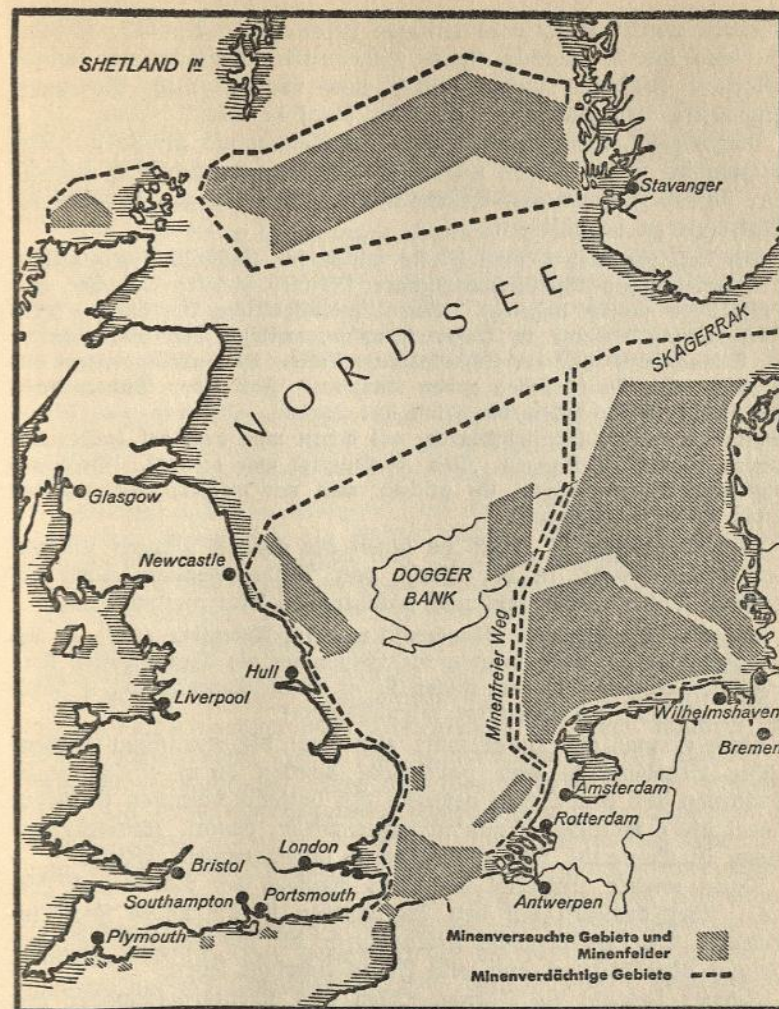 SHETLAND Iⁿ
Stavanger
NORDSEE
SKAGERRAK
Glasgow
Newcastle
DOGGER
BANK
Minenfreier Weg
Hull
Liverpool
Wilhelmshaven
Bremen
Amsterdam
Rotterdam
London
Bristol
Southampton
Portsmouth
Antwerpen
Plymouth
Minenverseuchte Gebiete und
Minenfelder
Minenverdächtige Gebiete